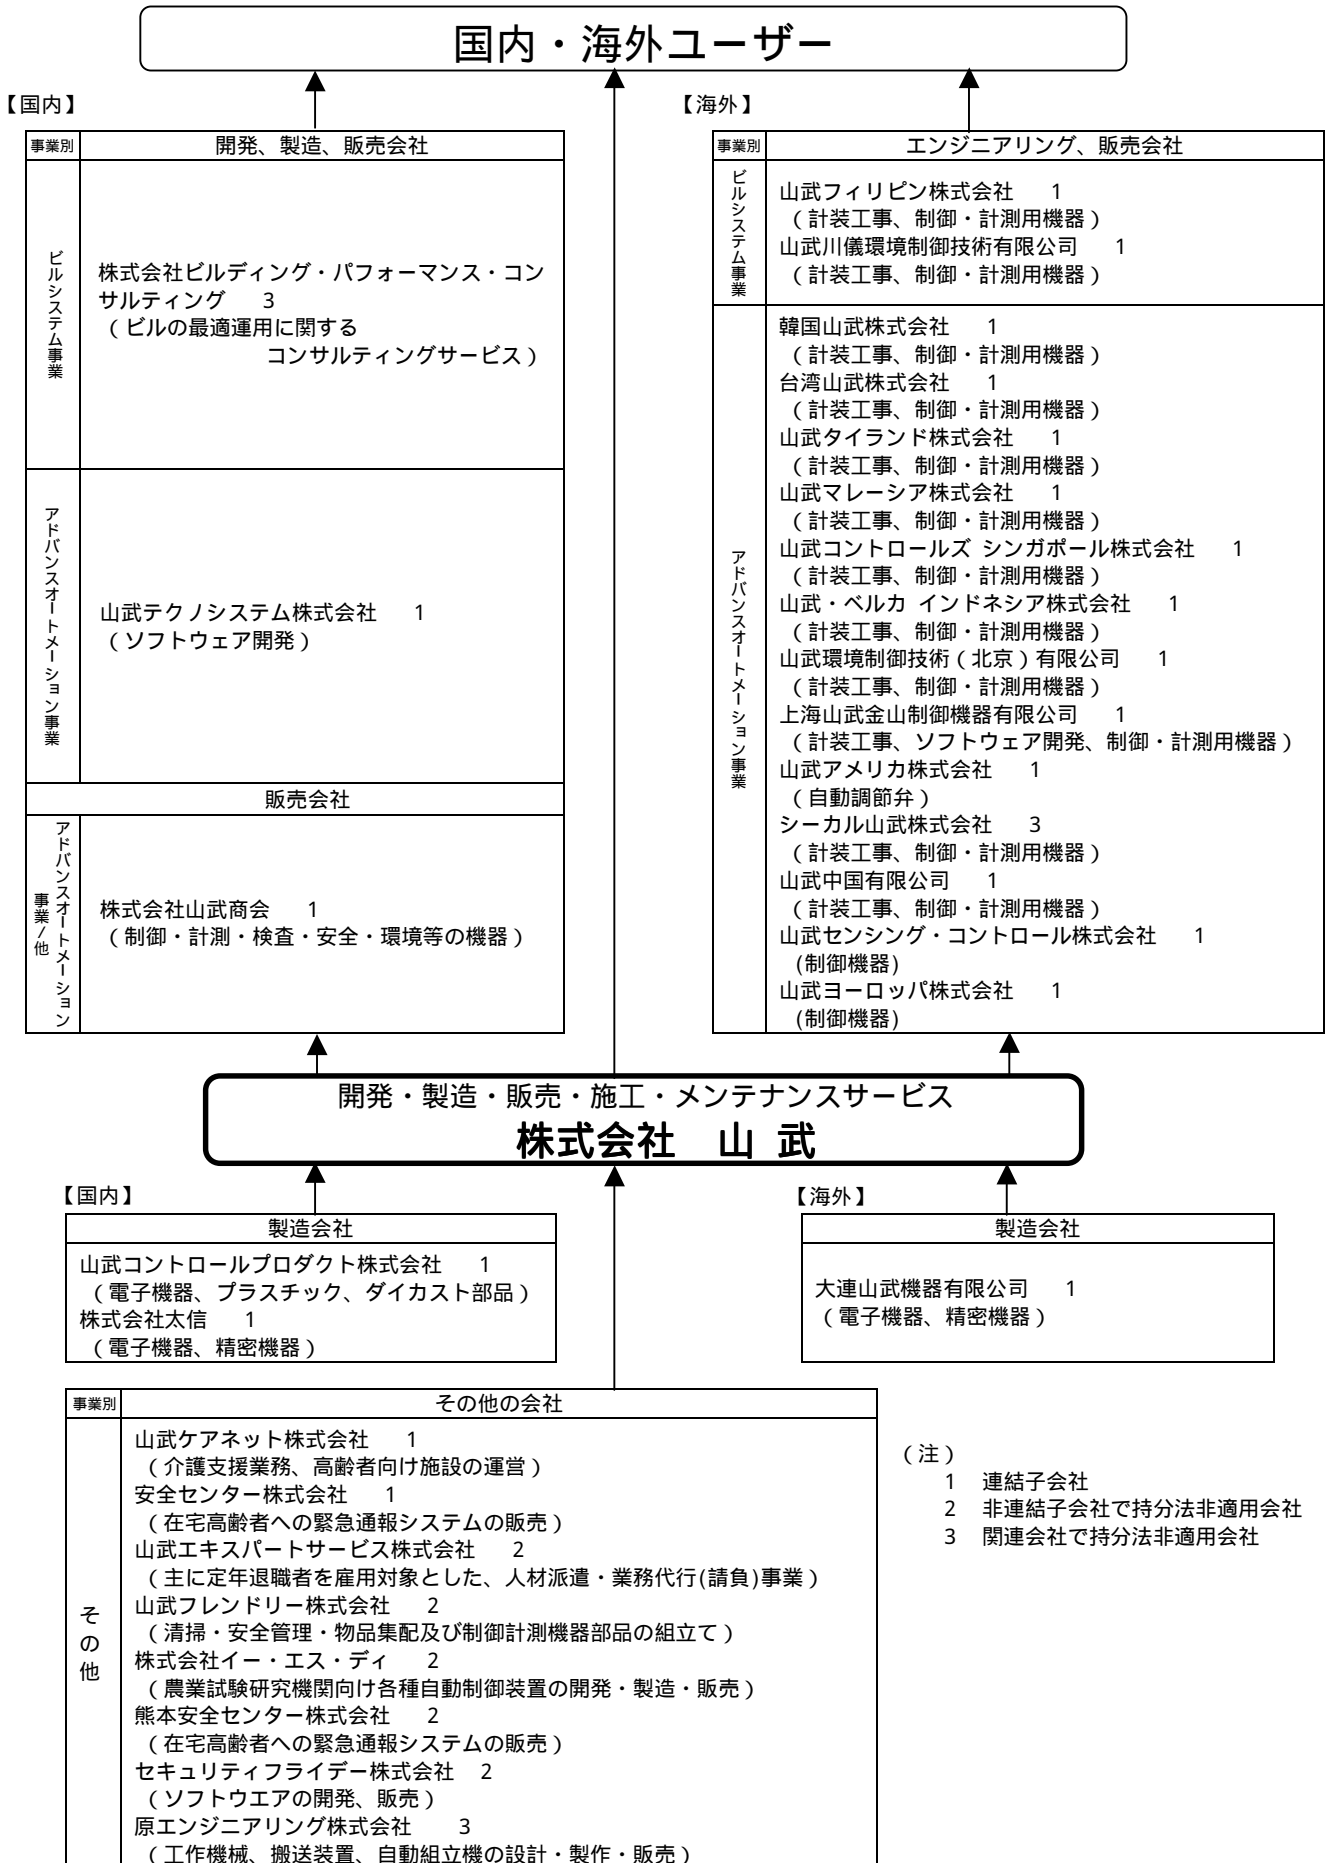 国内・海外ユーザー
【国内】
事業別 開発、製造、販売会社
ビルシステム事業
株式会社ビルディング・パフォーマンス・コン
サルティング 3
（ビルの最適運用に関する
コンサルティングサービス）
アドバンスオートメーション事業
山武テクノシステム株式会社 1
（ソフトウェア開発）
販売会社
アドバンスオートメーション
事業/他
株式会社山武商会 1
（制御・計測・検査・安全・環境等の機器）
【海外】
事業別 エンジニアリング、販売会社
ビルシステム事業
山武フィリピン株式会社 1
（計装工事、制御・計測用機器）
山武川儀環境制御技術有限公司 1
（計装工事、制御・計測用機器）
アドバンスオートメーション事業
韓国山武株式会社 1
（計装工事、制御・計測用機器）
台湾山武株式会社 1
（計装工事、制御・計測用機器）
山武タイランド株式会社 1
（計装工事、制御・計測用機器）
山武マレーシア株式会社 1
（計装工事、制御・計測用機器）
山武コントロールズ シンガポール株式会社 1
（計装工事、制御・計測用機器）
山武・ベルカ インドネシア株式会社 1
（計装工事、制御・計測用機器）
山武環境制御技術（北京）有限公司 1
（計装工事、制御・計測用機器）
上海山武金山制御機器有限公司 1
（計装工事、ソフトウェア開発、制御・計測用機器）
山武アメリカ株式会社 1
（自動調節弁）
シーカル山武株式会社 3
（計装工事、制御・計測用機器）
山武中国有限公司 1
（計装工事、制御・計測用機器）
山武センシング・コントロール株式会社 1
(制御機器)
山武ヨーロッパ株式会社 1
(制御機器)
開発・製造・販売・施工・メンテナンスサービス
株式会社 山 武
【国内】
製造会社
山武コントロールプロダクト株式会社 1
（電子機器、プラスチック、ダイカスト部品）
株式会社太信 1
（電子機器、精密機器）
【海外】
製造会社
大連山武機器有限公司 1
（電子機器、精密機器）
事業別 その他の会社
その他
山武ケアネット株式会社 1
（介護支援業務、高齢者向け施設の運営）
安全センター株式会社 1
（在宅高齢者への緊急通報システムの販売）
山武エキスパートサービス株式会社 2
（主に定年退職者を雇用対象とした、人材派遣・業務代行(請負)事業）
山武フレンドリー株式会社 2
（清掃・安全管理・物品集配及び制御計測機器部品の組立て）
株式会社イー・エス・ディ 2
（農業試験研究機関向け各種自動制御装置の開発・製造・販売）
熊本安全センター株式会社 2
（在宅高齢者への緊急通報システムの販売）
セキュリティフライデー株式会社 2
（ソフトウエアの開発、販売）
原エンジニアリング株式会社 3
（工作機械、搬送装置、自動組立機の設計・製作・販売）
（注）
1 連結子会社
2 非連結子会社で持分法非適用会社
3 関連会社で持分法非適用会社